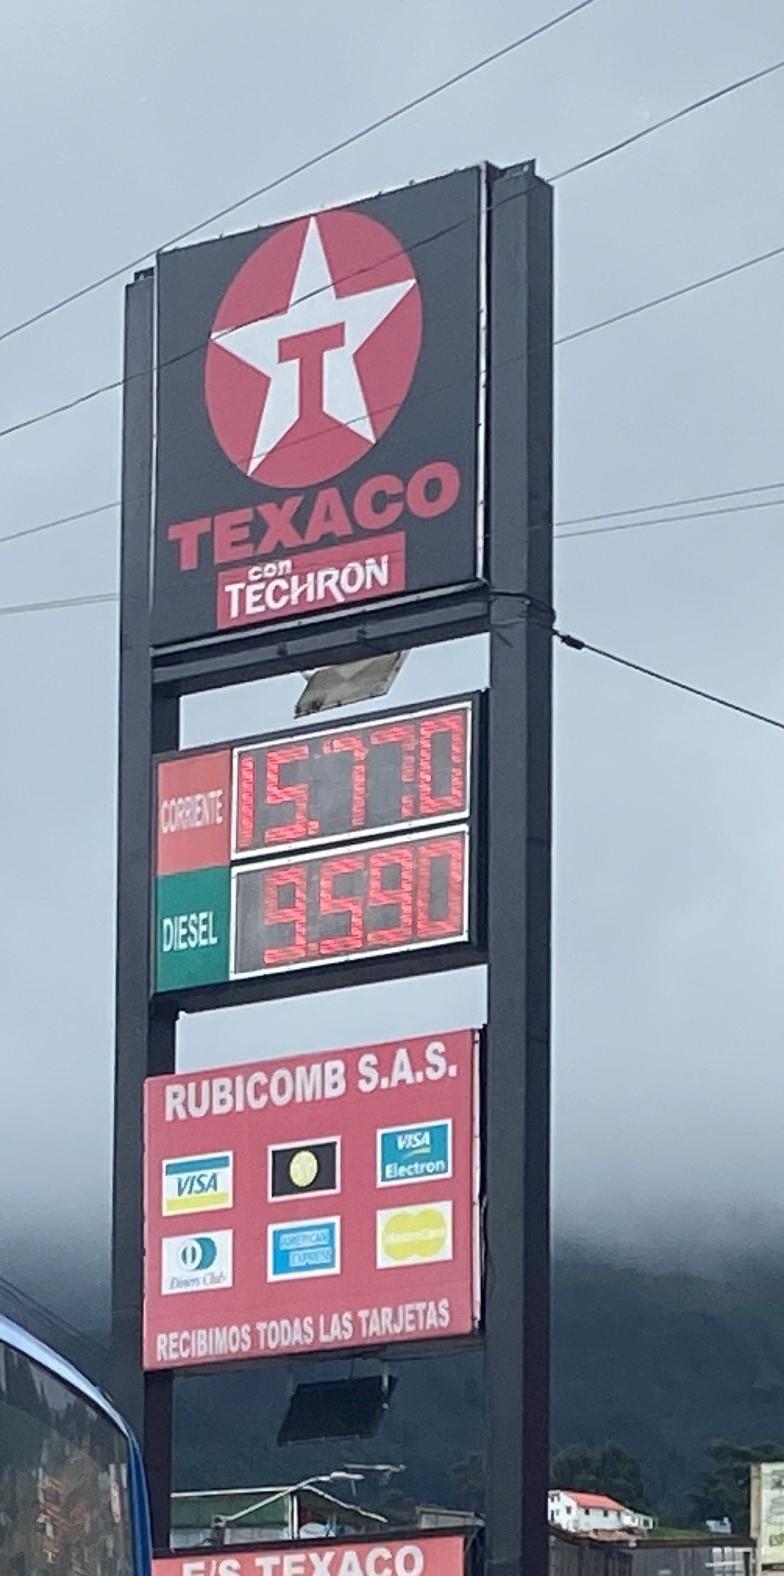 T
TEXACO
con
TECHRON
CORRIENTE
15.770
DIESEL
9.590
RUBICOMB S.A.S.
VISA
VISA
Electron
Diners Club
AMERICAN
EXPRESS
MasterCard
RECIBIMOS TODAS LAS TARJETAS
E/S TEXACO